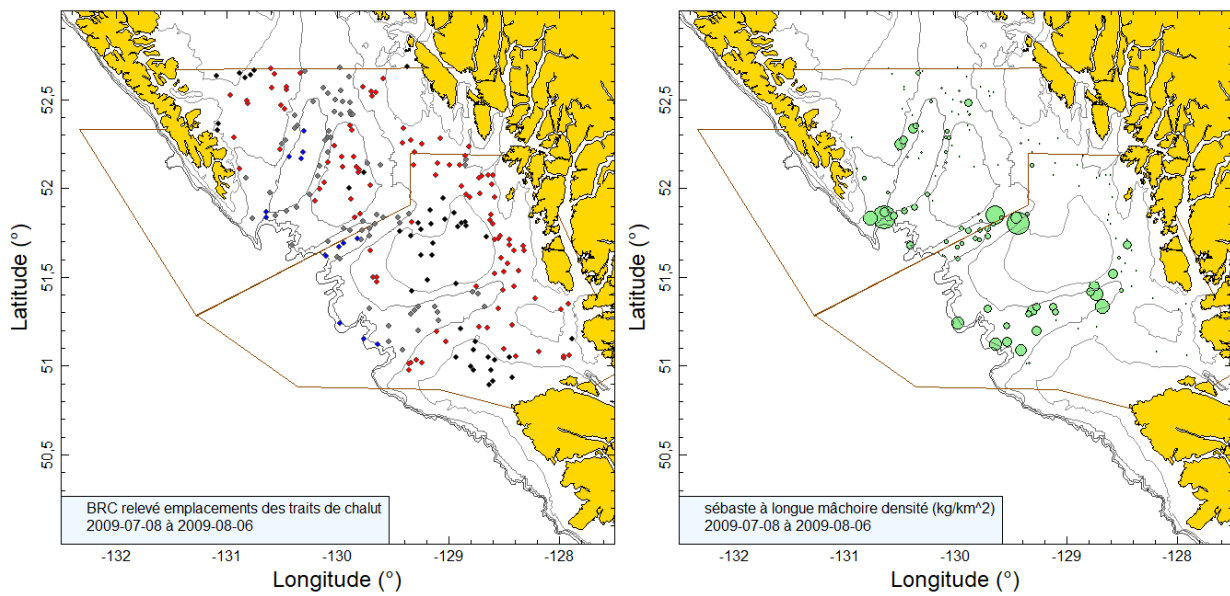 Latitude (°)
52,5
52
51,5
51
50,5
BRC relevé emplacements des traits de chalut
2009-07-08 à 2009-08-06
-132
-131
-130
-129
-128
Longitude (°)
Latitude (°)
52,5
52
51,5
51
50,5
sébaste à longue mâchoire densité (kg/km^2)
2009-07-08 à 2009-08-06
-132
-131
-130
-129
-128
Longitude (°)